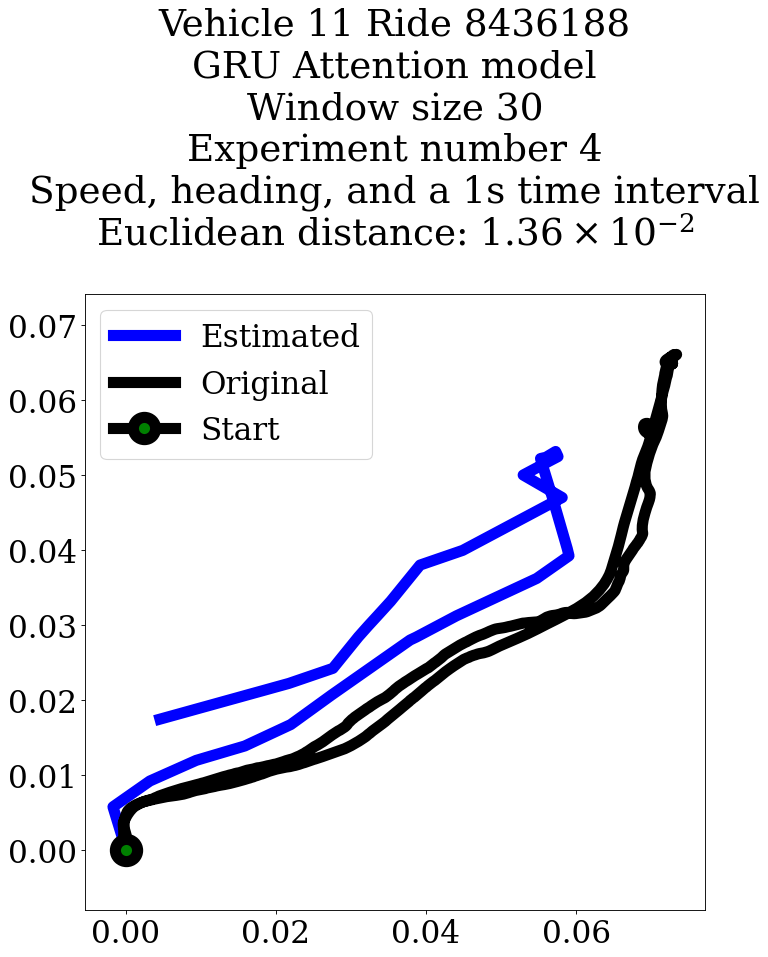 Vehicle 11 Ride 8436188
GRU Attention model
Window size 30
Experiment number 4
Speed, heading, and a 1s time interval
Euclidean distance: 1.36 × 10⁻²
Estimated
Original
Start
0.07
0.06
0.05
0.04
0.03
0.02
0.01
0.00
0.00 0.02 0.04 0.06